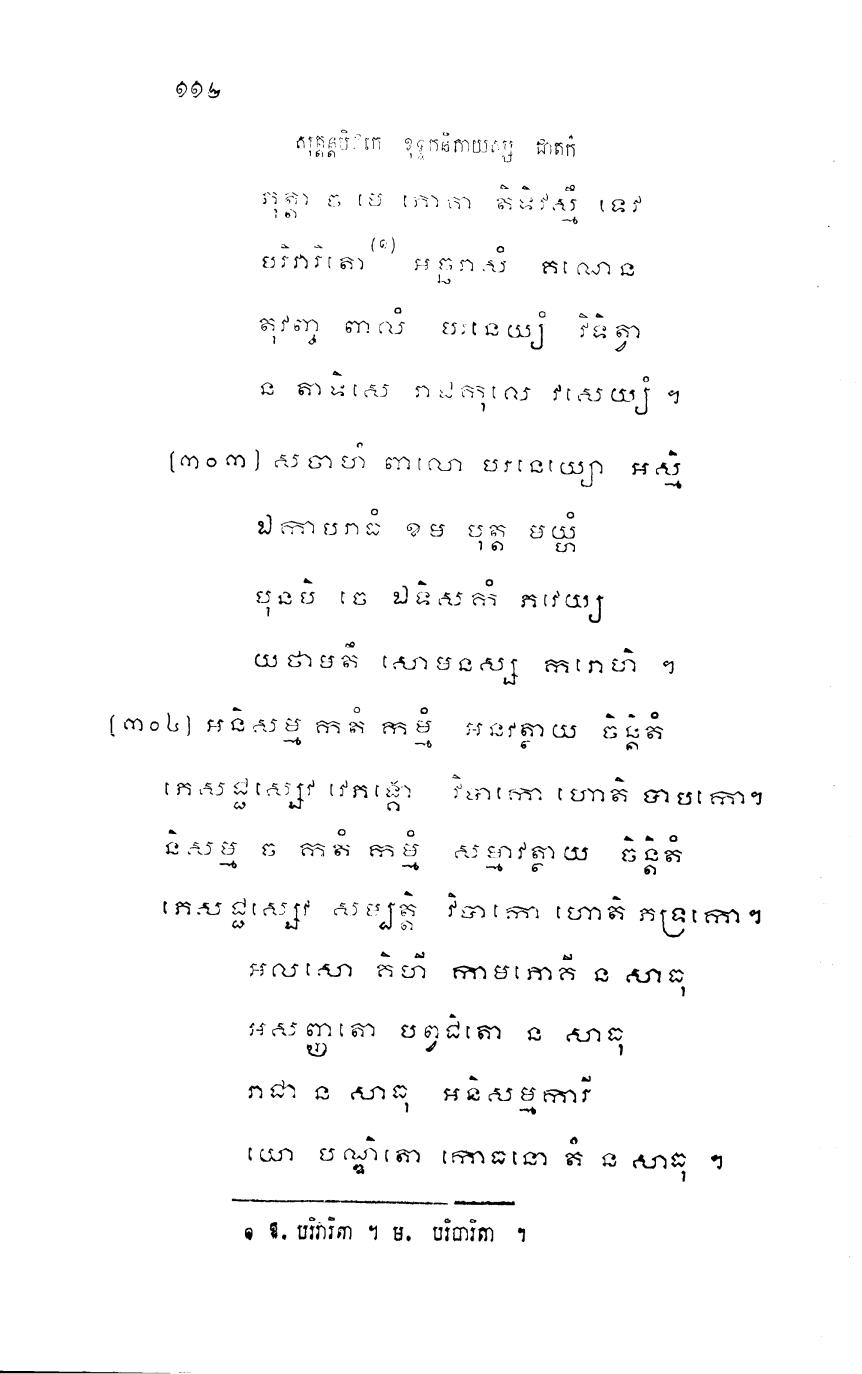 ១១៤
សុត្តន្តបិដកេ ខុទ្ទកនិកាយស្ស ជាតកំ
ភុត្តា ច មេ ភោគា តិទិវស្មឹ ទេវ
បរិវារិតោ(១) អច្ឆរាសំ គណេន
តុវញ្ច ពាលំ បរនេយ្យំ វិទិត្វា
ន តាទិសេ រាជកុលេ វសេយ្យំ ។
(៣០៣) សចាហំ ពាលោ បរនេយ្យោ អស្មិ
ឯកាបរាធំ ខម បុត្ត មយ្ហំ
បុនបិ ចេ ឯទិសកំ ភវេយ្យ
យថាមតឹ សោមនស្ស ករោហិ ។
(៣០៤) អនិសម្ម កតំ កម្មំ អនវត្ថាយ ចិន្តិតំ
ភេសជ្ជស្សេវ វេភង្គោ វិបាកោ ហោតិ បាបកោ។
និសម្ម ច កតំ កម្មំ សម្មាវត្ថាយ ចិន្តិតំ
ភេសជ្ជស្សេវ សម្បត្តិ វិបាកោ ហោតិ ភទ្រកោ។
អលសោ គិហី កាមភោគី ន សាធុ
អសញ្ញតោ បព្វជិតោ ន សាធុ
រាជា ន សាធុ អនិសម្មការី
យោ បណ្ឌិតោ កោធនោ តំ ន សាធុ ។
១ ឱ. បរិវារិតា ។ ម. បរិចារិតា ។